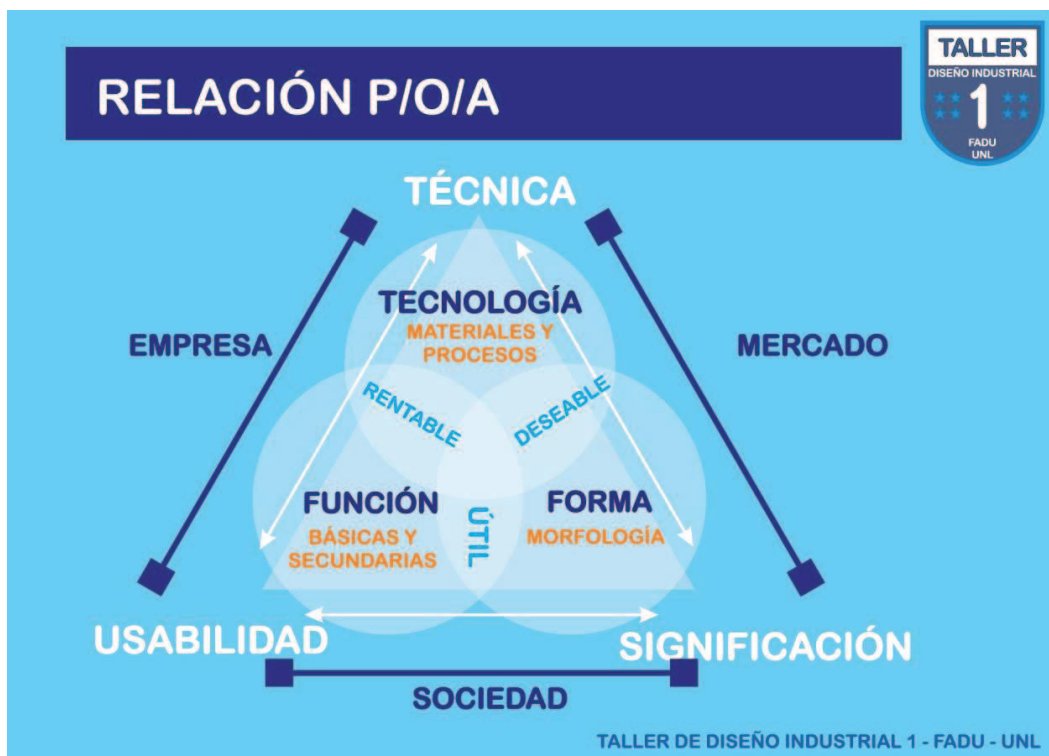 RELACIÓN P/O/A
TALLER
DISEÑO INDUSTRIAL
1
FADU
UNL
TÉCNICA
TECNOLOGÍA
MATERIALES Y
PROCESOS
EMPRESA
MERCADO
RENTABLE
DESEABLE
FUNCIÓN
BÁSICAS Y
SECUNDARIAS
ÚTIL
FORMA
MORFOLOGÍA
USABILIDAD
SIGNIFICACIÓN
SOCIEDAD
TALLER DE DISEÑO INDUSTRIAL 1 - FADU - UNL